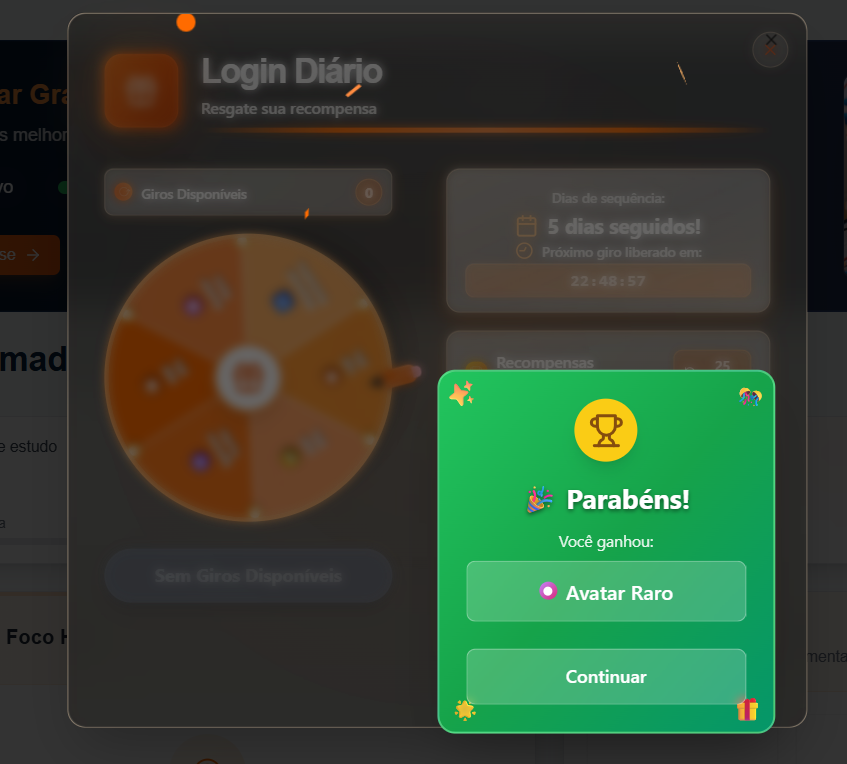 ar Gra
s melhor
vo
se
mad
e estudo
a
Foco
menta
Login Diário
Resgate sua recompensa
Giros Disponíveis
0
Dias de sequência:
5 dias seguidos!
Próximo giro liberado em:
22:48:57
Recompensas
25
Sem Giros Disponíveis
Parabéns!
Você ganhou:
Avatar Raro
Continuar